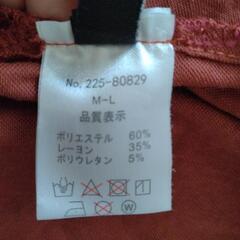 No. 225-80829
M-L
品質表示
ポリエステル 60%
レーヨン 35%
ポリウレタン 5%
W